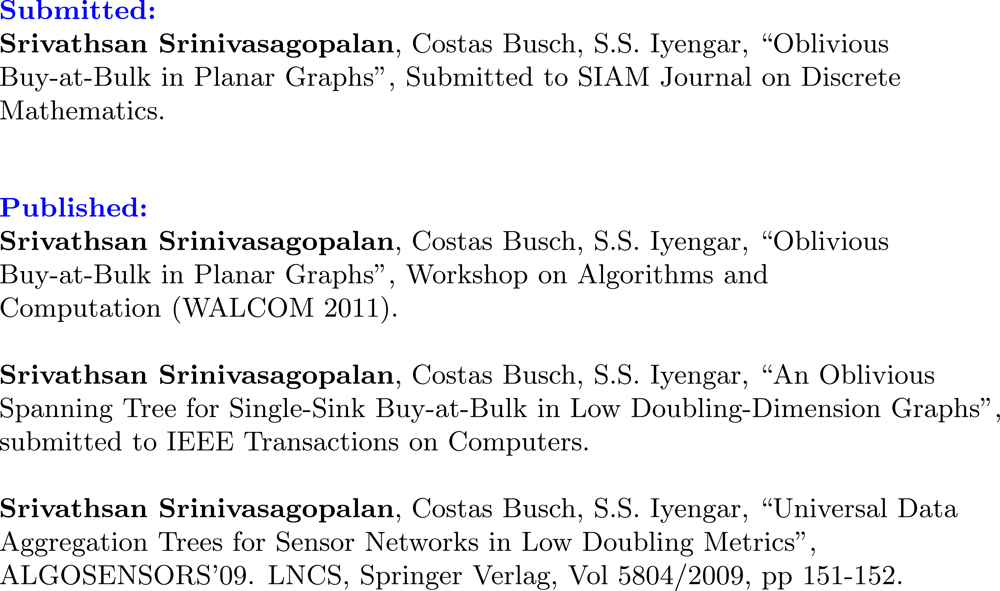 Submitted:
Srivathsan Srinivasagopalan, Costas Busch, S.S. Iyengar, “Oblivious
Buy-at-Bulk in Planar Graphs”, Submitted to SIAM Journal on Discrete
Mathematics.
Published:
Srivathsan Srinivasagopalan, Costas Busch, S.S. Iyengar, “Oblivious
Buy-at-Bulk in Planar Graphs”, Workshop on Algorithms and
Computation (WALCOM 2011).
Srivathsan Srinivasagopalan, Costas Busch, S.S. Iyengar, “An Oblivious
Spanning Tree for Single-Sink Buy-at-Bulk in Low Doubling-Dimension Graphs”,
submitted to IEEE Transactions on Computers.
Srivathsan Srinivasagopalan, Costas Busch, S.S. Iyengar, “Universal Data
Aggregation Trees for Sensor Networks in Low Doubling Metrics”,
ALGOSENSORS’09. LNCS, Springer Verlag, Vol 5804/2009, pp 151-152.